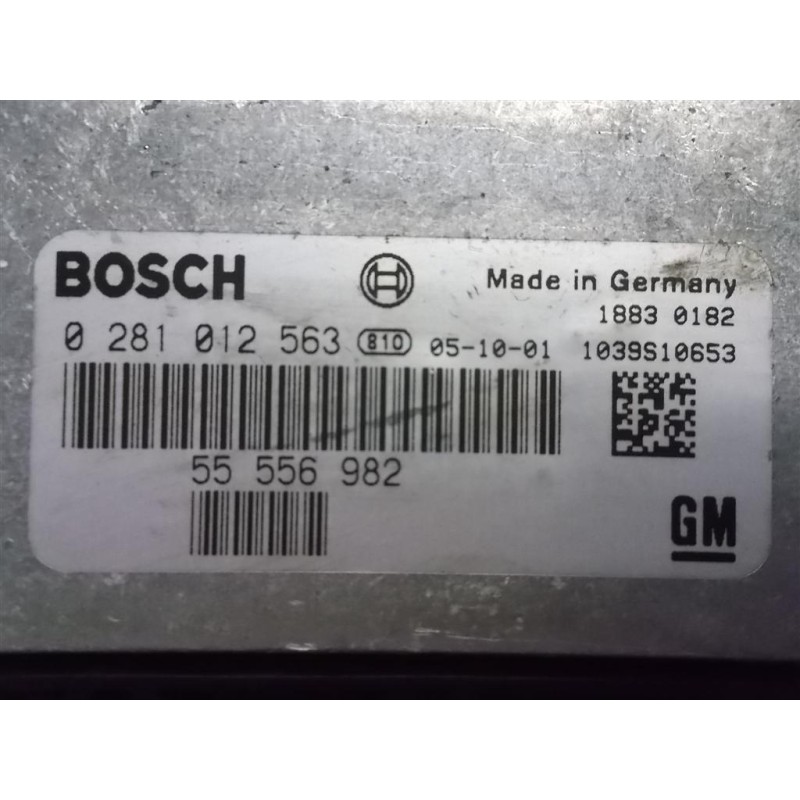 BOSCH
Made in Germany
1883 0182
0 281 012 563 810 05-10-01 1039S10653
55 556 982
GM